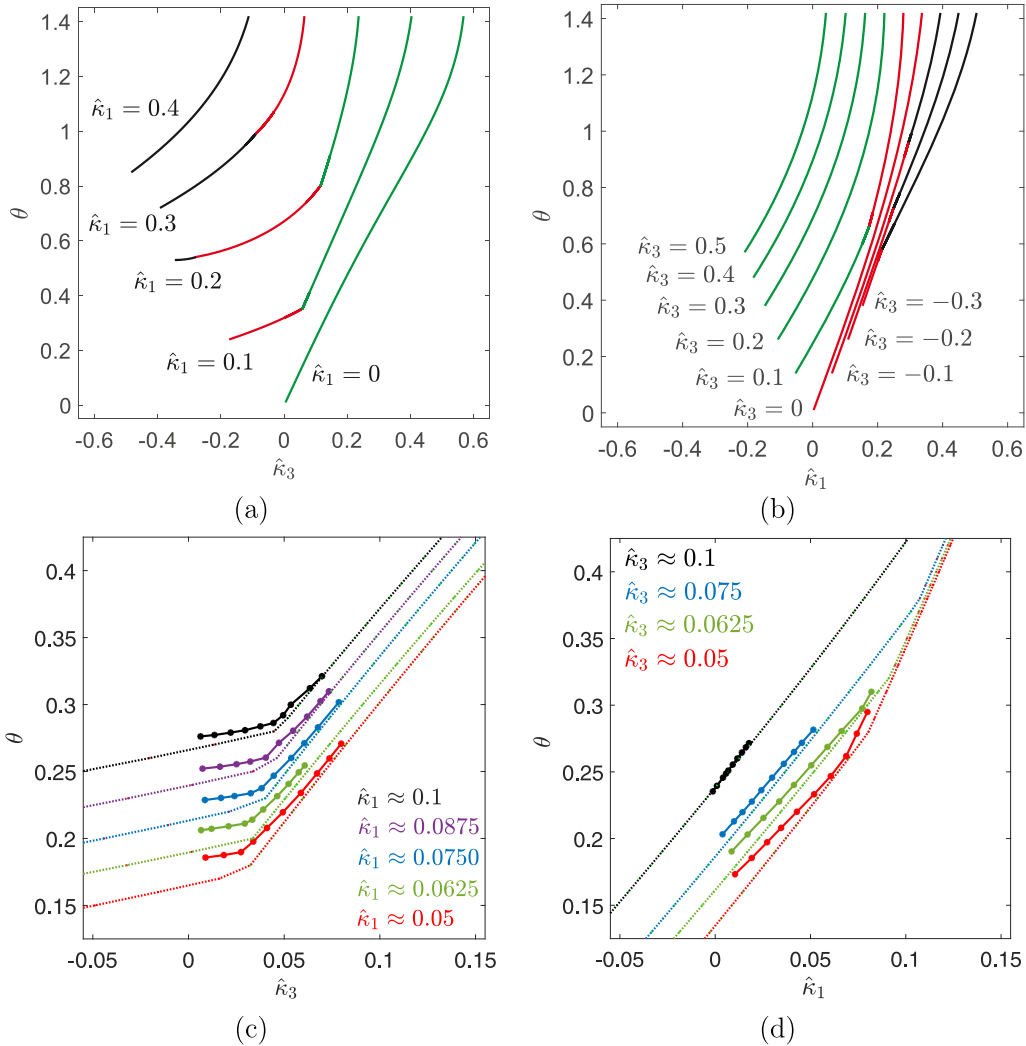 1.4
1.2
1
0.8
0.6
0.4
0.2
0
θ
κ̂₁ = 0.4
κ̂₁ = 0.3
κ̂₁ = 0.2
κ̂₁ = 0.1
κ̂₁ = 0
-0.6 -0.4 -0.2 0 0.2 0.4 0.6
κ̂₃
(a)
1.4
1.2
1
0.8
0.6
0.4
0.2
0
θ
κ̂₃ = 0.5
κ̂₃ = 0.4
κ̂₃ = 0.3
κ̂₃ = 0.2
κ̂₃ = 0.1
κ̂₃ = 0
κ̂₃ = −0.3
κ̂₃ = −0.2
κ̂₃ = −0.1
-0.6 -0.4 -0.2 0 0.2 0.4 0.6
κ̂₁
(b)
0.4
0.35
0.3
0.25
0.2
0.15
θ
κ̂₁ ≈ 0.1
κ̂₁ ≈ 0.0875
κ̂₁ ≈ 0.0750
κ̂₁ ≈ 0.0625
κ̂₁ ≈ 0.05
-0.05 0 0.05 0.1 0.15
κ̂₃
(c)
κ̂₃ ≈ 0.1
κ̂₃ ≈ 0.075
κ̂₃ ≈ 0.0625
κ̂₃ ≈ 0.05
0.4
0.35
0.3
0.25
0.2
0.15
θ
-0.05 0 0.05 0.1 0.15
κ̂₁
(d)